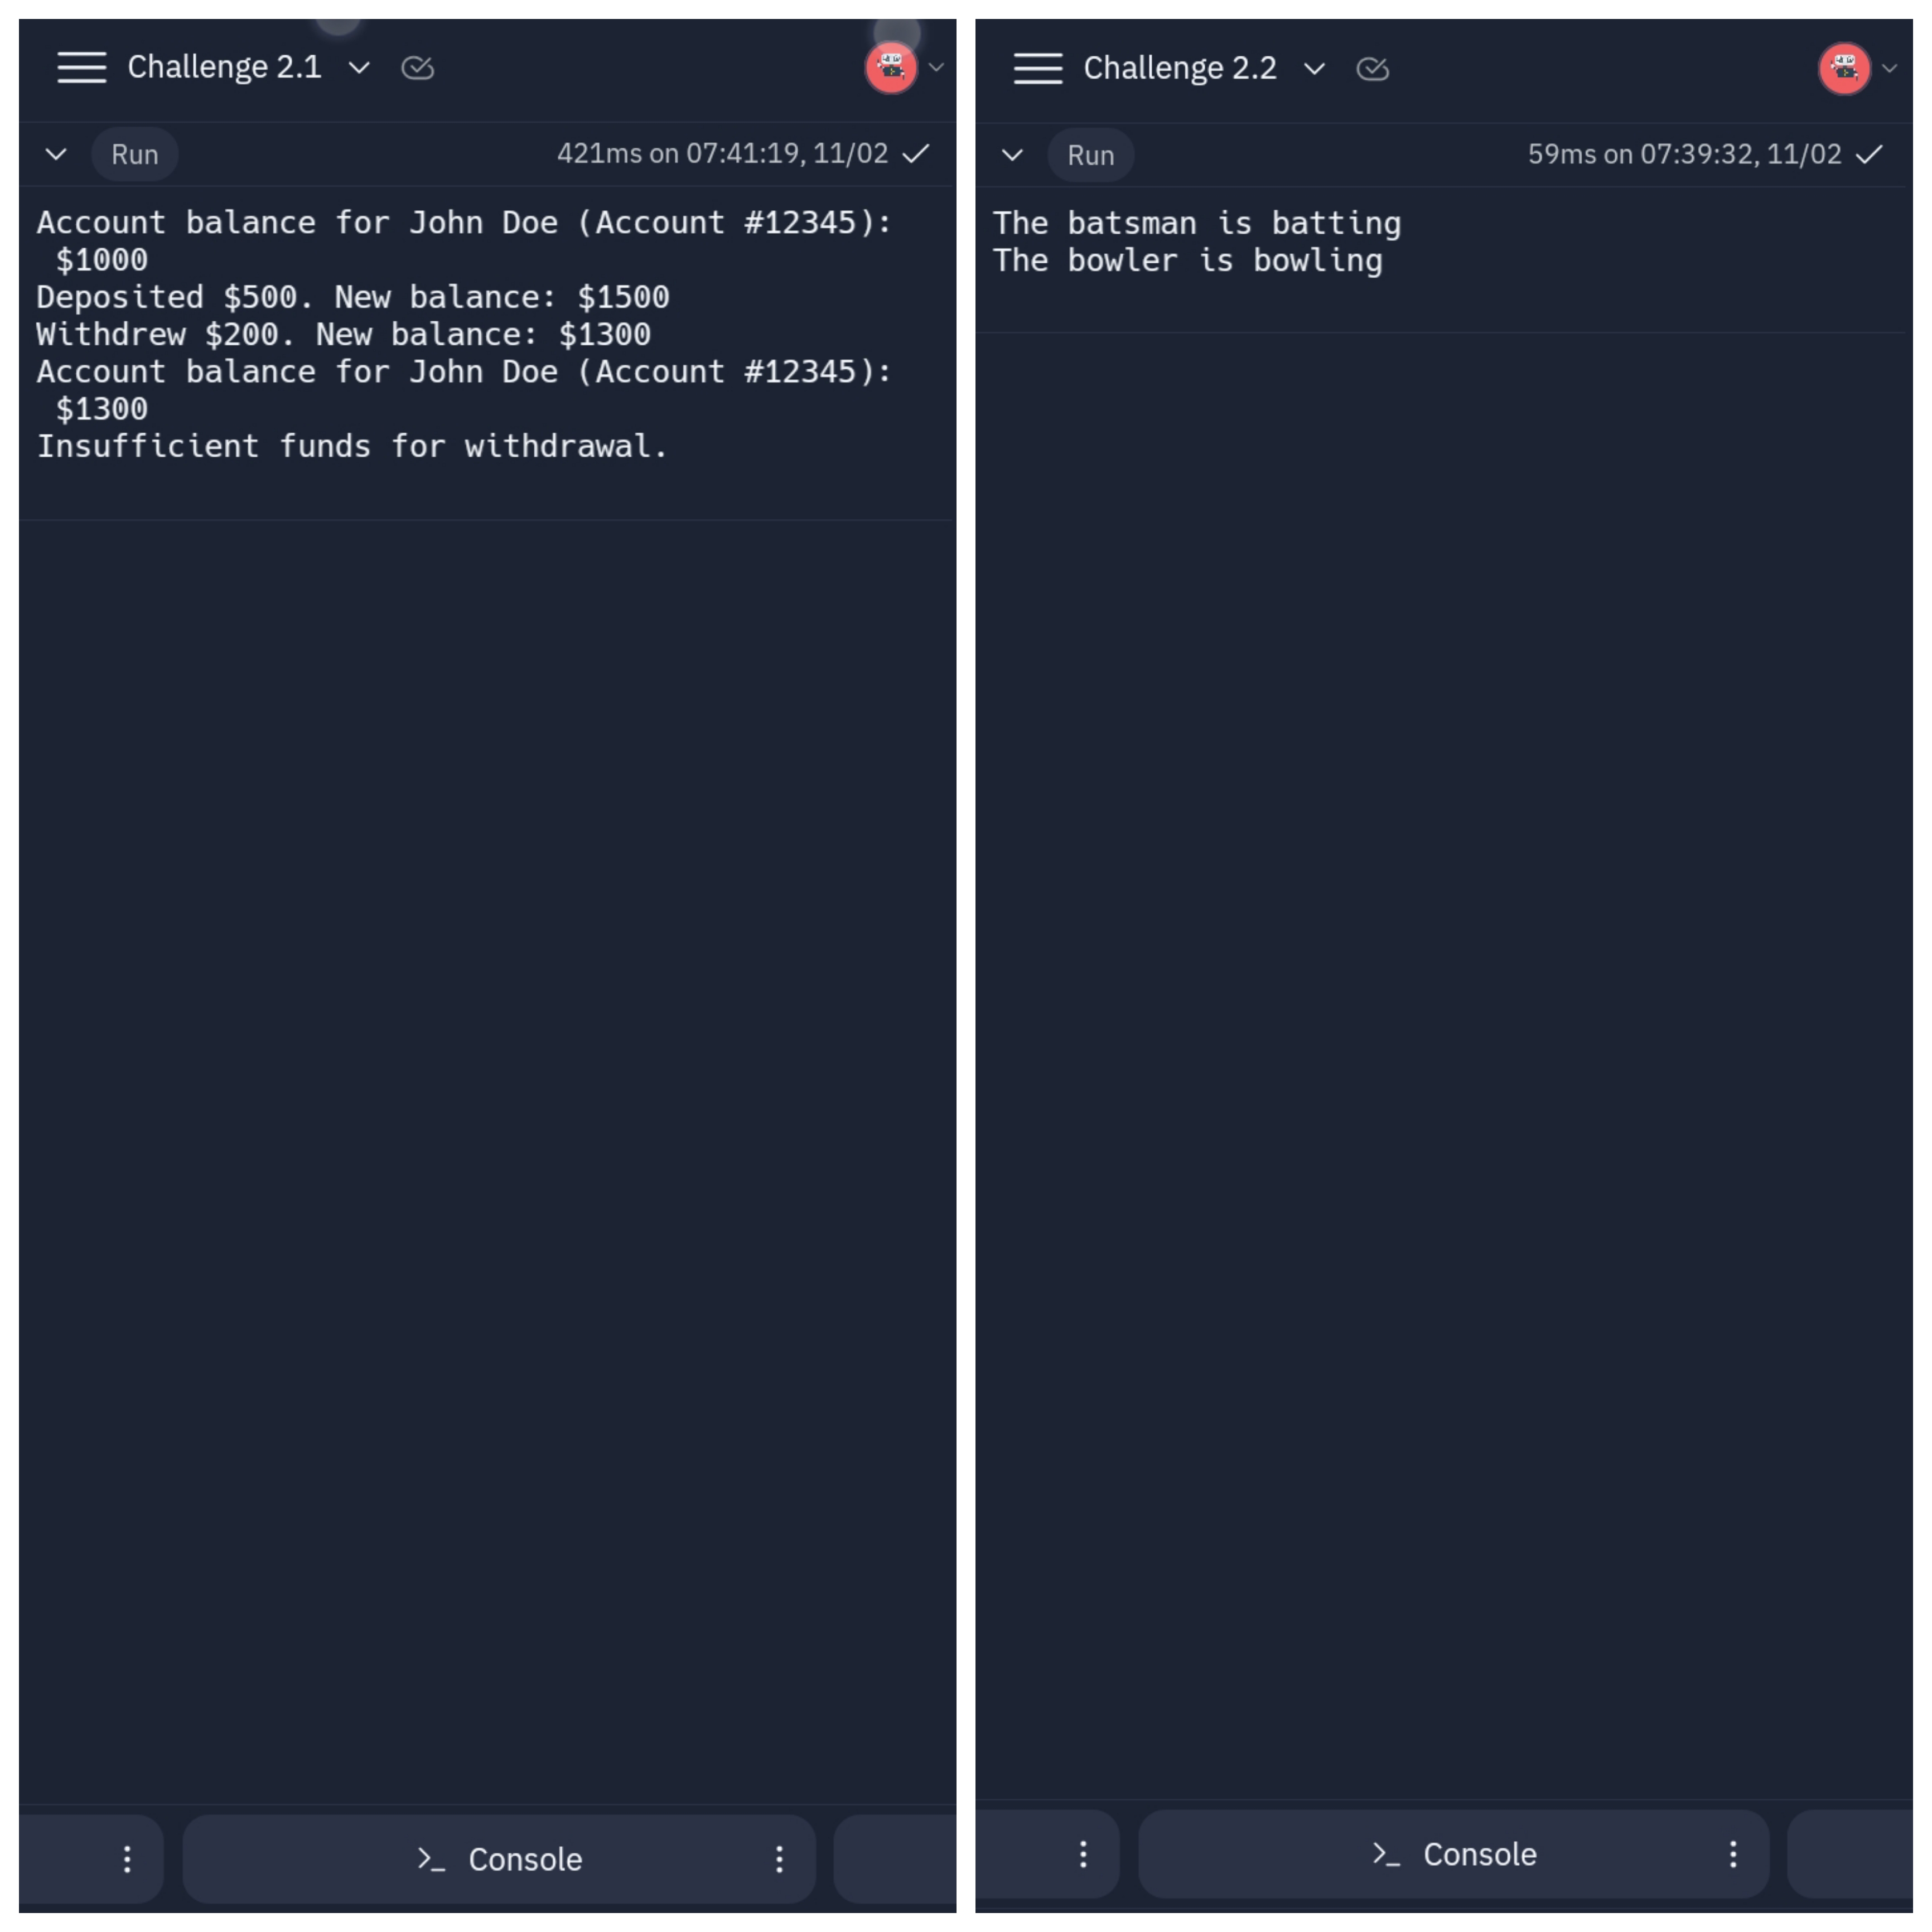 Challenge 2.1
Run
421ms on 07:41:19, 11/02
Account balance for John Doe (Account #12345):
$1000
Deposited $500. New balance: $1500
Withdrew $200. New balance: $1300
Account balance for John Doe (Account #12345):
$1300
Insufficient funds for withdrawal.
>_ Console
Challenge 2.2
Run
59ms on 07:39:32, 11/02
The batsman is batting
The bowler is bowling
>_ Console